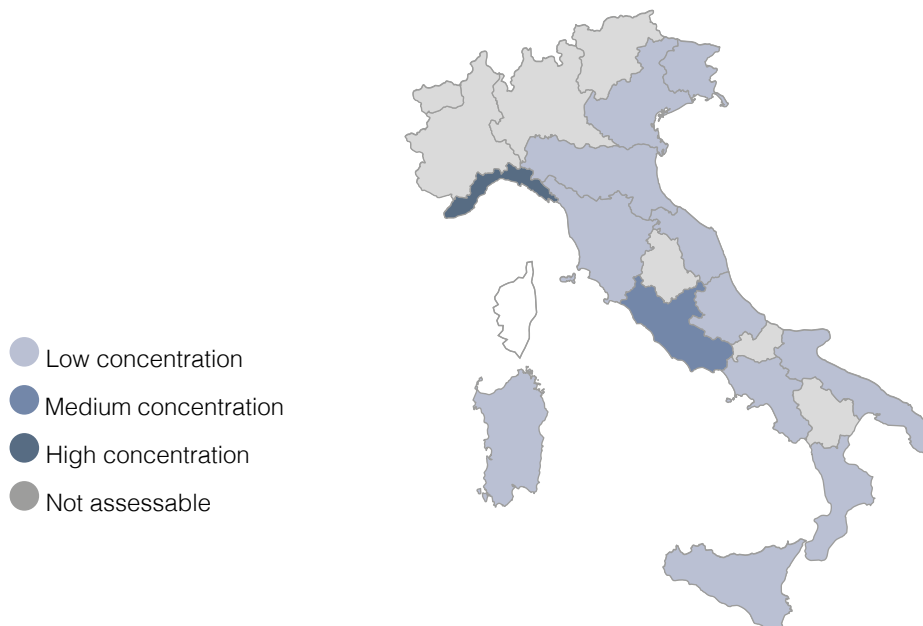 Low concentration
Medium concentration
High concentration
Not assessable